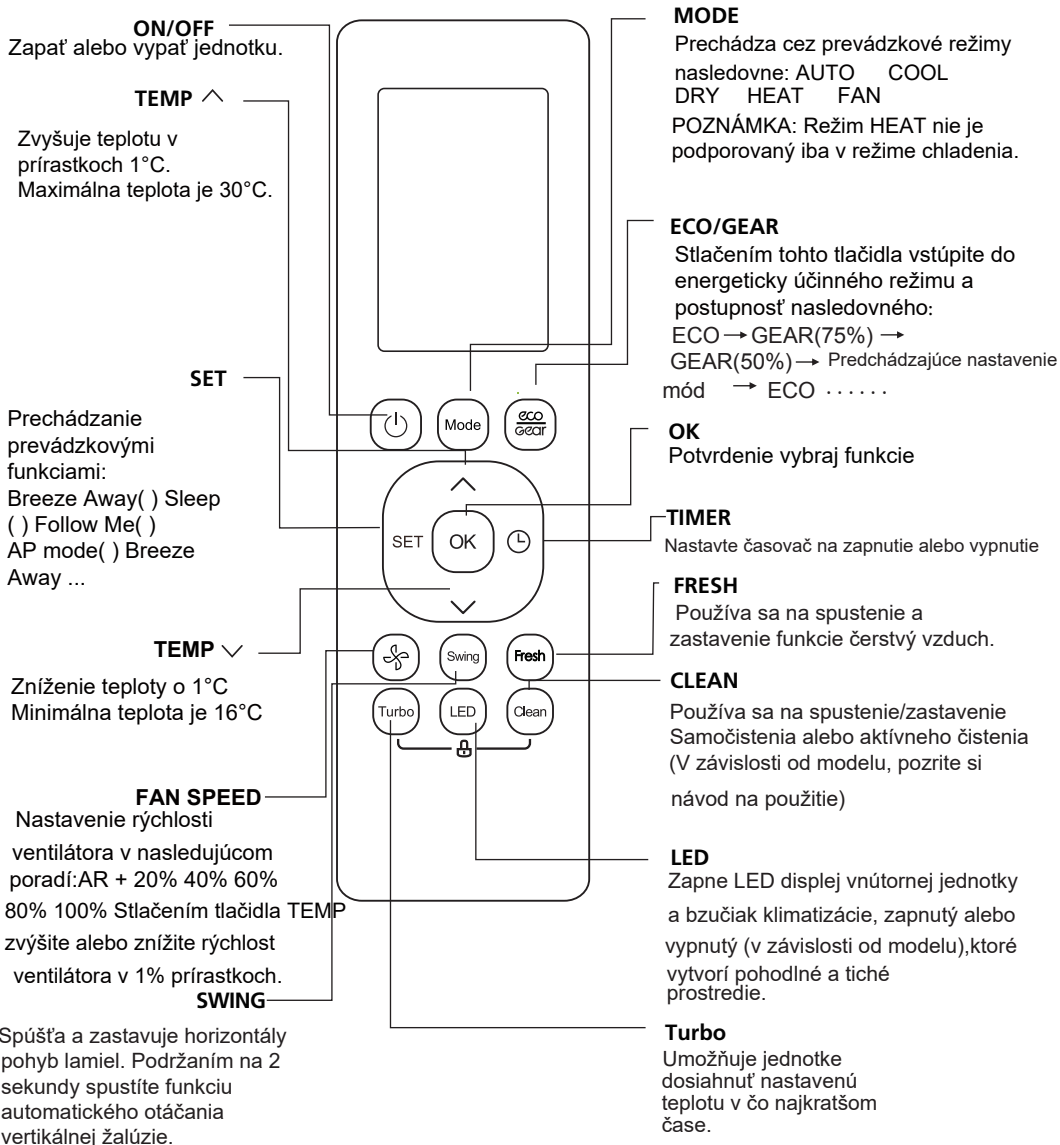 ON/OFF
Zapať alebo vypať jednotku.
TEMP ︿
Zvyšuje teplotu v
prírastkoch 1°C.
Maximálna teplota je 30°C.
SET
Prechádzanie
prevádzkovými
funkciami:
Breeze Away( ) Sleep
( ) Follow Me( )
AP mode( ) Breeze
Away ...
TEMP ﹀
Zníženie teploty o 1°C
Minimálna teplota je 16°C
FAN SPEED
Nastavenie rýchlosti
ventilátora v nasledujúcom
poradí:AR + 20% 40% 60%
80% 100% Stlačením tlačidla TEMP
zvýšite alebo znížite rýchlost
ventilátora v 1% prírastkoch.
SWING
Spúšťa a zastavuje horizontály
pohyb lamiel. Podržaním na 2
sekundy spustíte funkciu
automatického otáčania
vertikálnej žalúzie.
Mode
eco
Gear
SET
OK
Swing
Fresh
Turbo
LED
Clean
MODE
Prechádza cez prevádzkové režimy
nasledovne: AUTO COOL
DRY HEAT FAN
POZNÁMKA: Režim HEAT nie je
podporovaný iba v režime chladenia.
ECO/GEAR
Stlačením tohto tlačidla vstúpite do
energeticky účinného režimu a
postupnosť nasledovného:
ECO → GEAR(75%) →
GEAR(50%) → Predchádzajúce nastavenie
mód → ECO ······
OK
Potvrdenie vybraj funkcie
TIMER
Nastavte časovač na zapnutie alebo vypnutie
FRESH
Používa sa na spustenie a
zastavenie funkcie čerstvý vzduch.
CLEAN
Používa sa na spustenie/zastavenie
Samočistenia alebo aktívneho čistenia
(V závislosti od modelu, pozrite si
návod na použitie)
LED
Zapne LED displej vnútornej jednotky
a bzučiak klimatizácie, zapnutý alebo
vypnutý (v závislosti od modelu),ktoré
vytvorí pohodlné a tiché
prostredie.
Turbo
Umožňuje jednotke
dosiahnuť nastavenú
teplotu v čo najkratšom
čase.